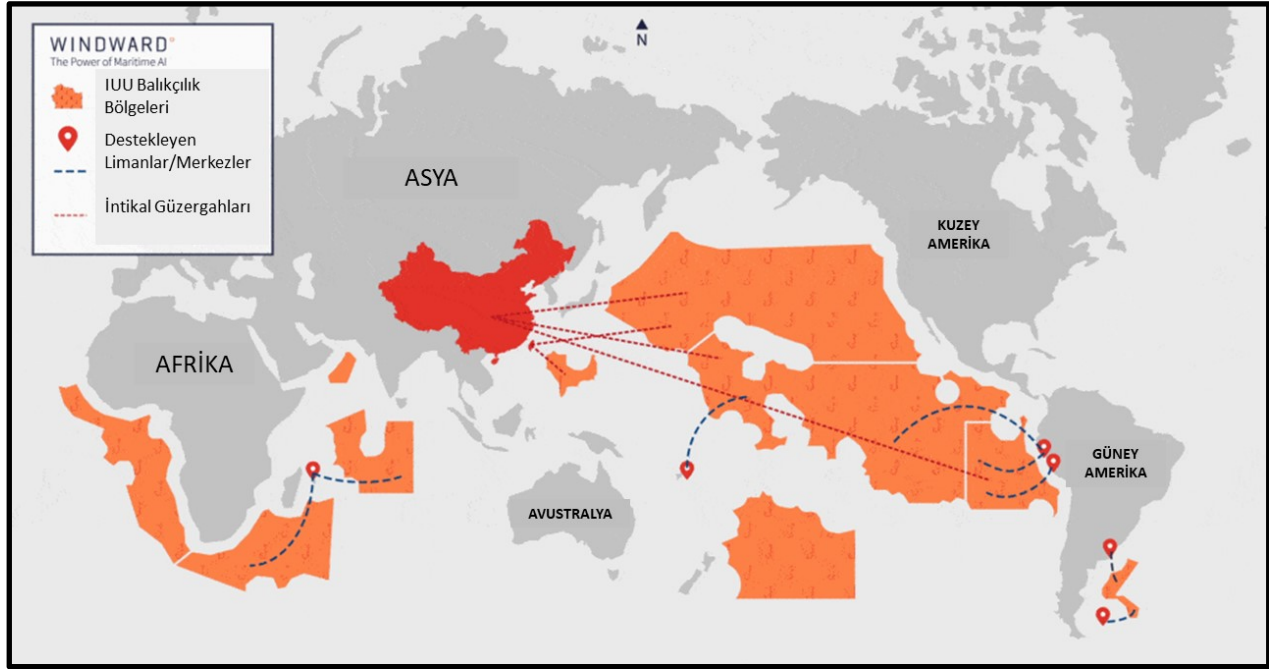 WINDWARD®
The Power of Maritime AI
IUU Balıkçılık
Bölgeleri
Destekleyen
Limanlar/Merkezler
İntikal Güzergahları
N
ASYA
KUZEY
AMERİKA
AFRİKA
GÜNEY
AMERİKA
AVUSTRALYA